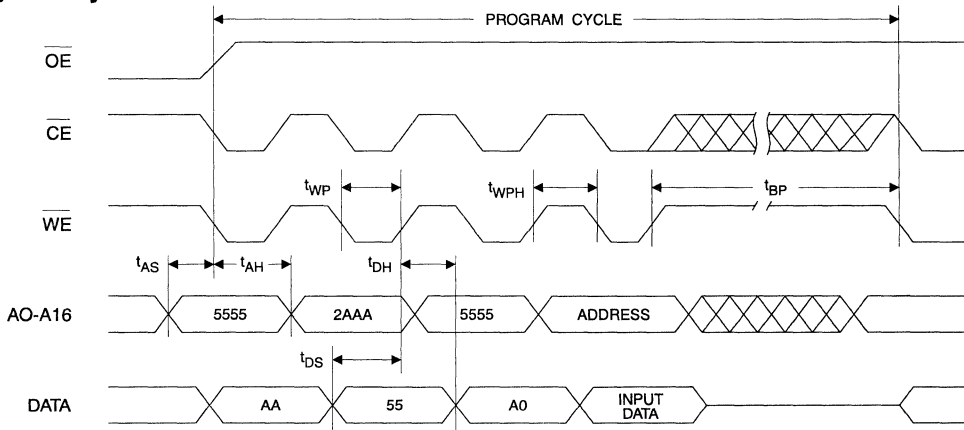 PROGRAM CYCLE
OE
CE
tWP
tWPH
tBP
WE
tAS
tAH
tDH
AO-A16
5555
2AAA
5555
ADDRESS
tDS
DATA
AA
55
A0
INPUT
DATA